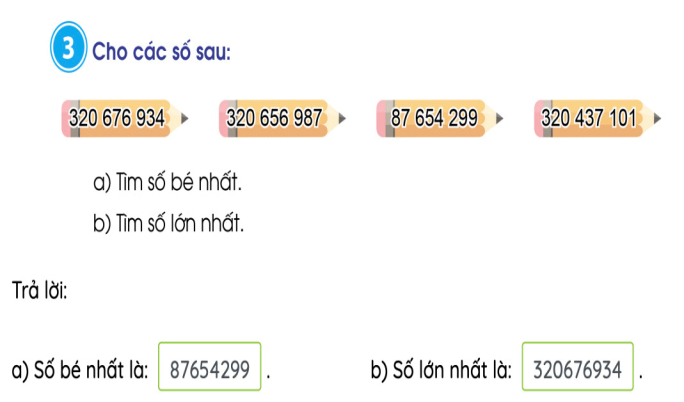 3 Cho các số sau:
320 676 934 320 656 987 87 654 299 320 437 101
a) Tìm số bé nhất.
b) Tìm số lớn nhất.
Trả lời:
a) Số bé nhất là: 87654299 . b) Số lớn nhất là: 320676934 .